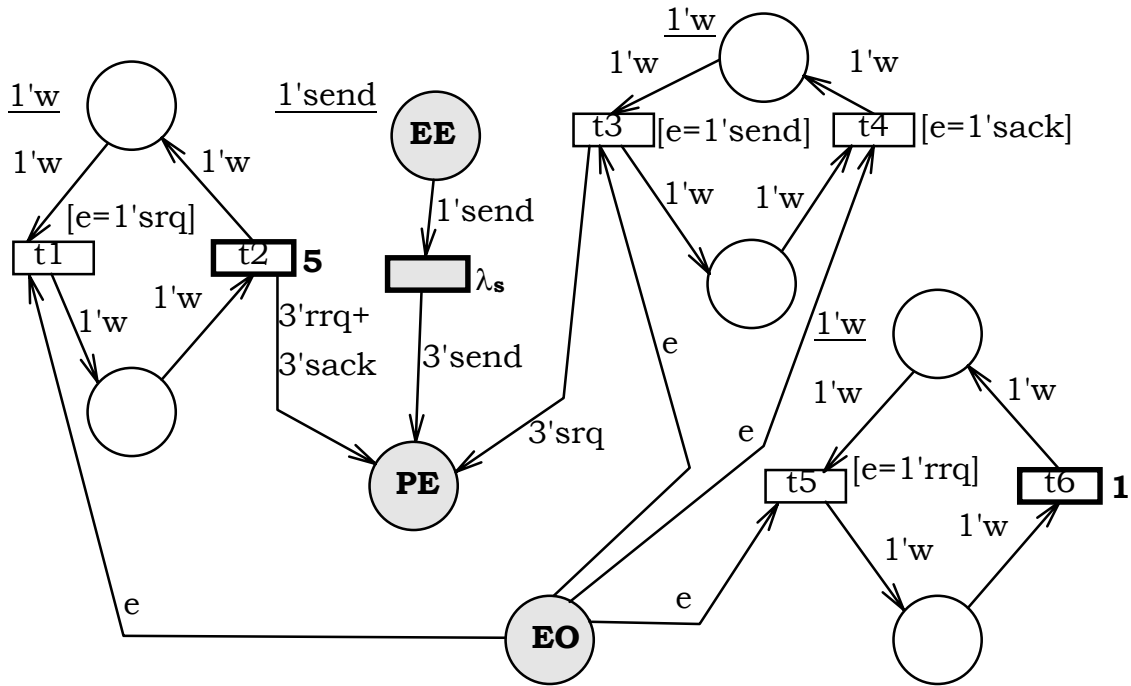 1'w
1'w
1'w
[e=1'srq]
t1
t2
5
1'w
1'w
3'rrq+
3'sack
1'send
EE
1'send
λs
3'send
PE
1'w
1'w
1'w
t3
[e=1'send]
t4
[e=1'sack]
1'w
1'w
3'srq
e
e
e
e
EO
1'w
1'w
1'w
t5
[e=1'rrq]
t6
1
1'w
1'w